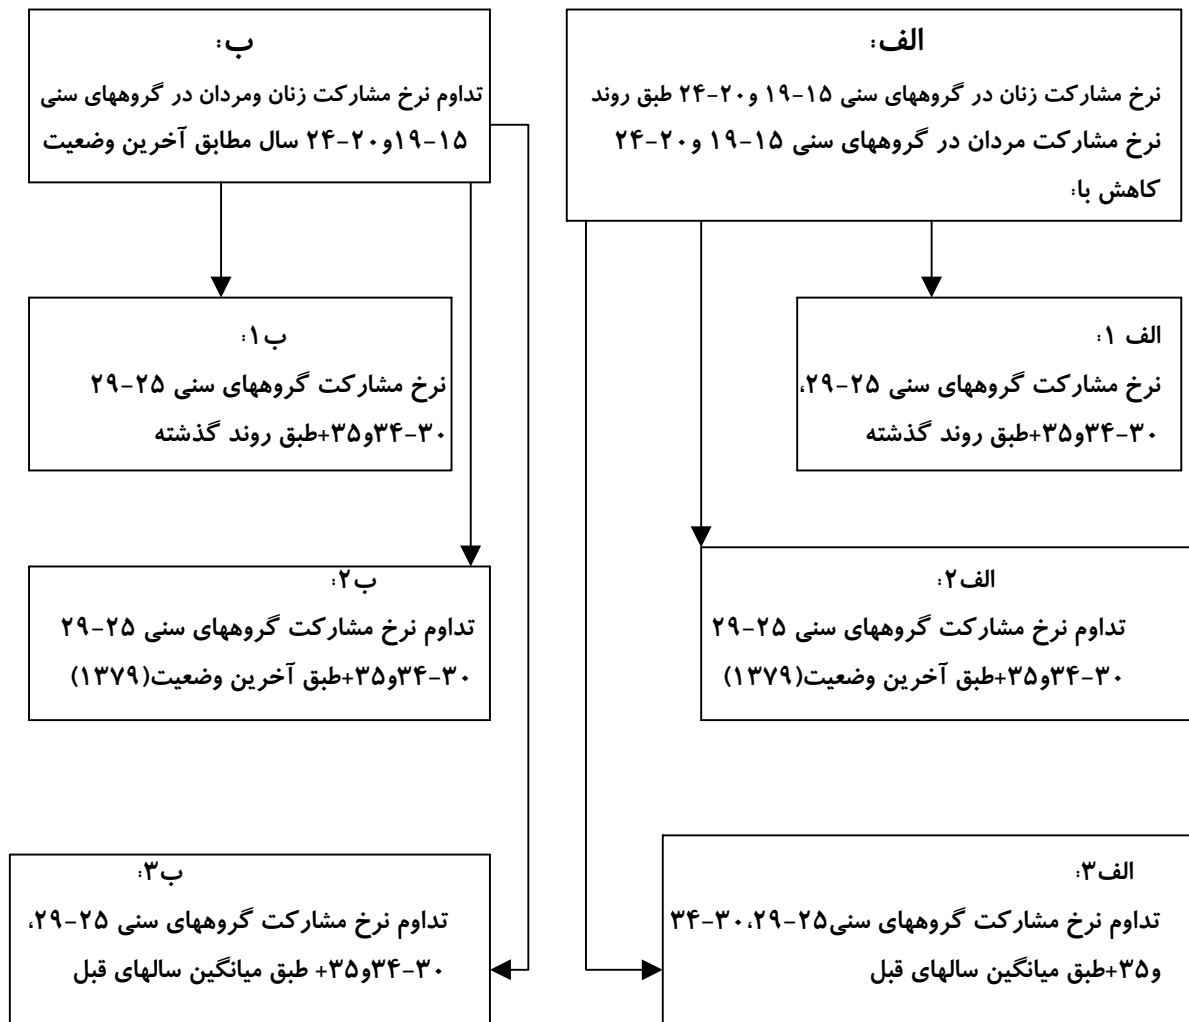 الف:
نرخ مشارکت زنان در گروههای سنی ۱۵-۱۹ و۲۰-۲۴ طبق روند
نرخ مشارکت مردان در گروههای سنی ۱۵-۱۹ و۲۰-۲۴
کاهش با:
ب:
تداوم نرخ مشارکت زنان ومردان در گروههای سنی
۱۵-۱۹و۲۰-۲۴ سال مطابق آخرین وضعیت
الف ۱:
نرخ مشارکت گروههای سنی ۲۵-۲۹،
۳۰-۳۴و۳۵+طبق روند گذشته
ب۱:
نرخ مشارکت گروههای سنی ۲۵-۲۹
۳۰-۳۴و۳۵+طبق روند گذشته
الف۲:
تداوم نرخ مشارکت گروههای سنی ۲۵-۲۹
۳۰-۳۴و۳۵+طبق آخرین وضعیت(۱۳۷۹)
ب۲:
تداوم نرخ مشارکت گروههای سنی ۲۵-۲۹
۳۰-۳۴و۳۵+طبق آخرین وضعیت(۱۳۷۹)
الف۳:
تداوم نرخ مشارکت گروههای سنی۲۵-۲۹،۳۰-۳۴
و۳۵+طبق میانگین سالهای قبل
ب۳:
تداوم نرخ مشارکت گروههای سنی ۲۵-۲۹،
۳۰-۳۴و۳۵+ طبق میانگین سالهای قبل